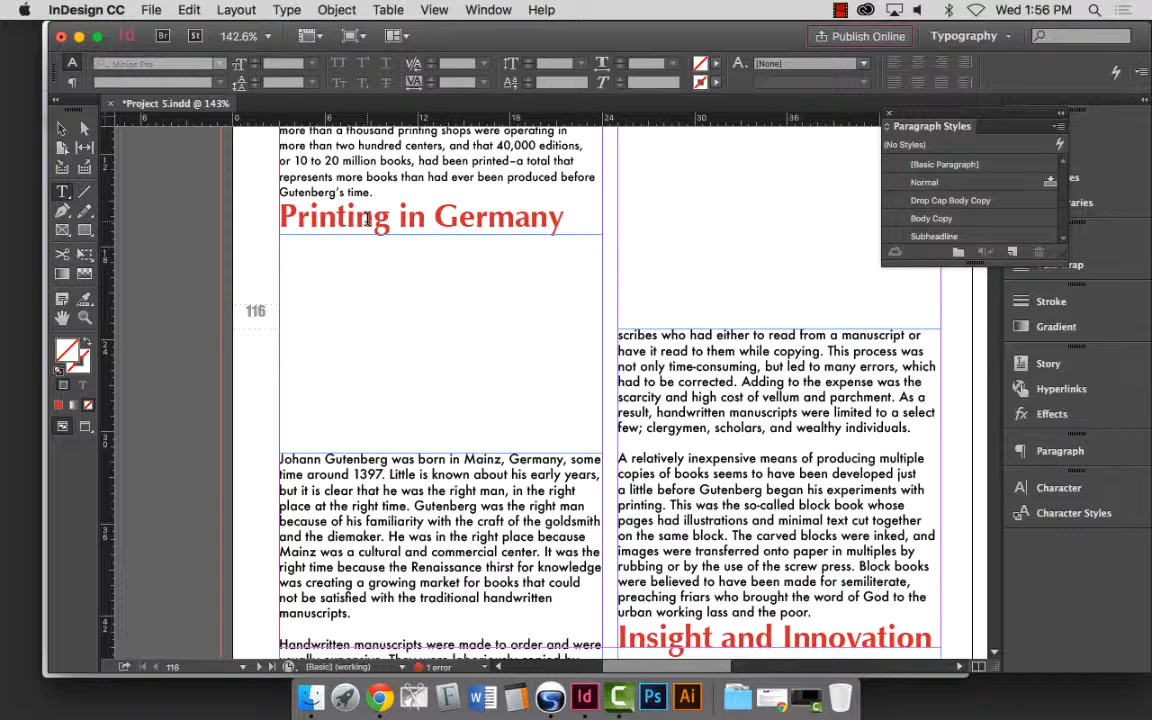 InDesign CC File Edit Layout Type Object Table View Window Help Wed 1:56 PM
Id Br St 142.6% Publish Online Typography
A Minion Pro A. [None]
*Project 5.indd @ 143%
6 0 6 12 18 24 30 36
more than a thousand printing shops were operating in
more than two hundred centers, and that 40,000 editions,
or 10 to 20 million books, had been printed–a total that
represents more books than had ever been produced before
Gutenberg's time.
Printing in Germany
116
Johann Gutenberg was born in Mainz, Germany, some
time around 1397. Little is known about his early years,
but it is clear that he was the right man, in the right
place at the right time. Gutenberg was the right man
because of his familiarity with the craft of the goldsmith
and the diemaker. He was in the right place because
Mainz was a cultural and commercial center. It was the
right time because the Renaissance thirst for knowledge
was creating a growing market for books that could
not be satisfied with the traditional handwritten
manuscripts.
Handwritten manuscripts were made to order and were
scribes who had either to read from a manuscript or
have it read to them while copying. This process was
not only time-consuming, but led to many errors, which
had to be corrected. Adding to the expense was the
scarcity and high cost of vellum and parchment. As a
result, handwritten manuscripts were limited to a select
few; clergymen, scholars, and wealthy individuals.
A relatively inexpensive means of producing multiple
copies of books seems to have been developed just
a little before Gutenberg began his experiments with
printing. This was the so-called block book whose
pages had illustrations and minimal text cut together
on the same block. The carved blocks were inked, and
images were transferred onto paper in multiples by
rubbing or by the use of the screw press. Block books
were believed to have been made for semiliterate,
preaching friars who brought the word of God to the
urban working lass and the poor.
Insight and Innovation
Paragraph Styles
(No Styles)
[Basic Paragraph]
Normal
Drop Cap Body Copy
Body Copy
Subheadline
Stroke
Gradient
Story
Hyperlinks
Effects
Paragraph
Character
Character Styles
116 [Basic] (working) 1 error
W Id Ps Ai